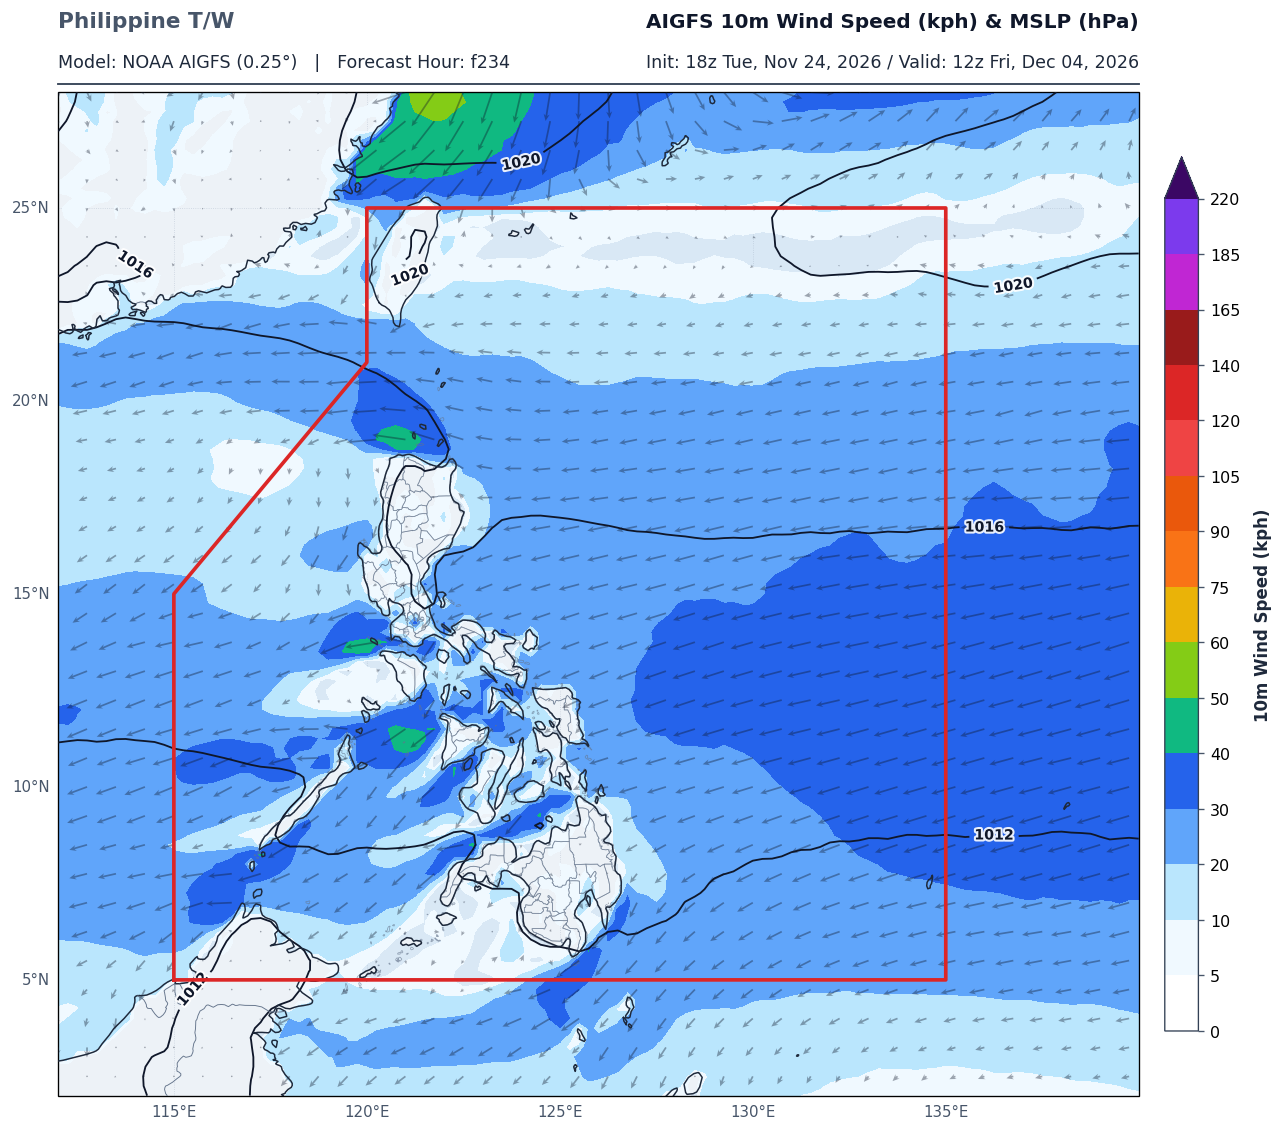 Philippine T/W
AIGFS 10m Wind Speed (kph) & MSLP (hPa)
Model: NOAA AIGFS (0.25°) | Forecast Hour: f234
Init: 18z Tue, Nov 24, 2026 / Valid: 12z Fri, Dec 04, 2026
1020
1016
1020
1020
1016
1012
1012
25°N
20°N
15°N
10°N
5°N
115°E
120°E
125°E
130°E
135°E
220
185
165
140
120
105
90
75
60
50
40
30
20
10
5
0
10m Wind Speed (kph)